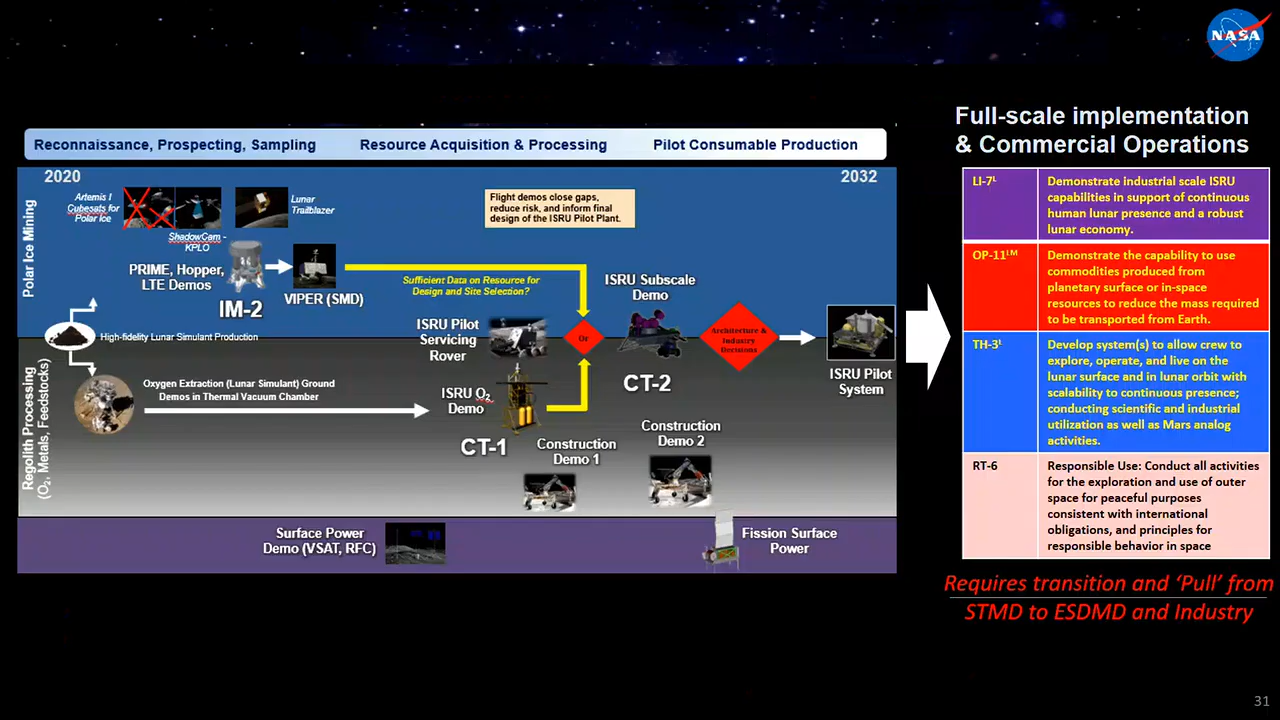 NASA
Full-scale implementation
& Commercial Operations
Reconnaissance, Prospecting, Sampling
Resource Acquisition & Processing
Pilot Consumable Production
2020
2032
Polar Ice Mining
Artemis I
Cubesats for
Polar Ice
ShadowCam -
KPLO
Lunar
Trailblazer
Flight demos close gaps,
reduce risk, and inform final
design of the ISRU Pilot Plant.
PRIME, Hopper,
LTE Demos
IM-2
VIPER (SMD)
Sufficient Data on Resource for
Design and Site Selection?
ISRU Subscale
Demo
High-fidelity Lunar Simulant Production
ISRU Pilot
Servicing
Rover
Or
CT-2
Architecture &
Industry
Decisions
ISRU Pilot
System
Regolith Processing
(O₂, Metals, Feedstocks)
Oxygen Extraction (Lunar Simulant) Ground
Demos in Thermal Vacuum Chamber
ISRU O₂
Demo
CT-1
Construction
Demo 1
Construction
Demo 2
Surface Power
Demo (VSAT, RFC)
Fission Surface
Power
LI-7ᴸ
Demonstrate industrial scale ISRU
capabilities in support of continuous
human lunar presence and a robust
lunar economy.
OP-11ᴸᴹ
Demonstrate the capability to use
commodities produced from
planetary surface or in-space
resources to reduce the mass required
to be transported from Earth.
TH-3ᴸ
Develop system(s) to allow crew to
explore, operate, and live on the
lunar surface and in lunar orbit with
scalability to continuous presence;
conducting scientific and industrial
utilization as well as Mars analog
activities.
RT-6
Responsible Use: Conduct all activities
for the exploration and use of outer
space for peaceful purposes
consistent with international
obligations, and principles for
responsible behavior in space
Requires transition and ‘Pull’ from
STMD to ESDMD and Industry
31